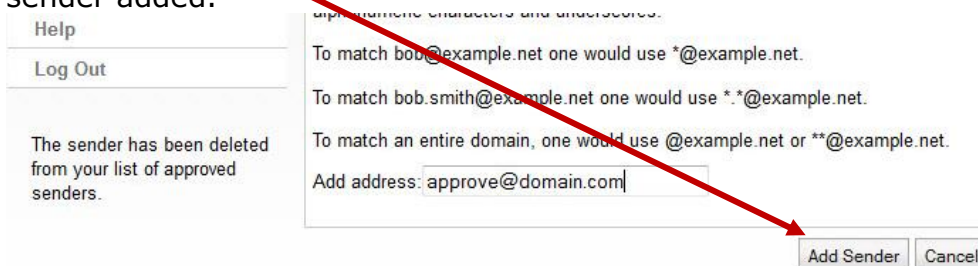 sender added.
alphanumeric characters and underscores.
Help
To match bob@example.net one would use *@example.net.
Log Out
To match bob.smith@example.net one would use *.*@example.net.
The sender has been deleted
from your list of approved
senders.
To match an entire domain, one would use @example.net or **@example.net.
Add address: approve@domain.com
Add Sender
Cancel